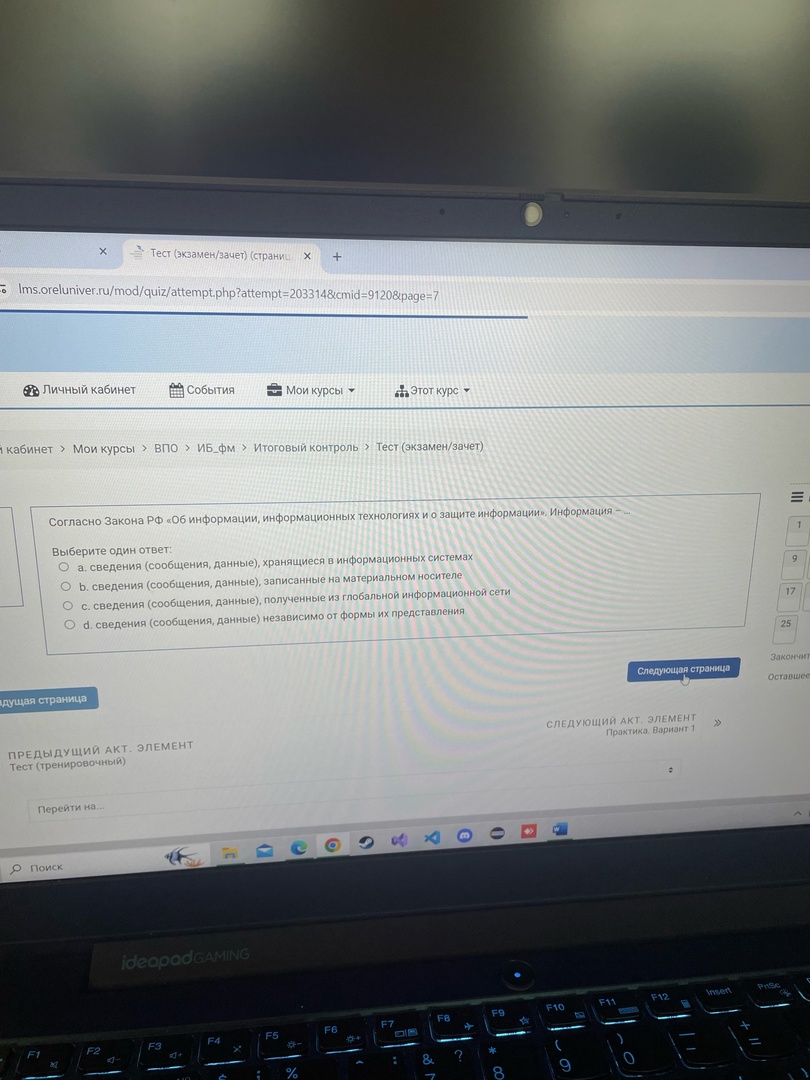 Тест (экзамен/зачет) (страни
lms.oreluniver.ru/mod/quiz/attempt.php?attempt=203314&cmid=9120&page=7
Личный кабинет События Мои курсы Этот курс
кабинет > Мои курсы > ВПО > ИБ_фм > Итоговый контроль > Тест (экзамен/зачет)
Согласно Закона РФ «Об информации, информационных технологиях и о защите информации». Информация – ...
Выберите один ответ:
a. сведения (сообщения, данные), хранящиеся в информационных системах
b. сведения (сообщения, данные), записанные на материальном носителе
c. сведения (сообщения, данные), полученные из глобальной информационной сети
d. сведения (сообщения, данные) независимо от формы их представления
1
9
17
25
Закончит
Оставшее
Следующая страница
дущая страница
СЛЕДУЮЩИЙ АКТ. ЭЛЕМЕНТ
Практика. Вариант 1
ПРЕДЫДУЩИЙ АКТ. ЭЛЕМЕНТ
Тест (тренировочный)
Перейти на...
Поиск
ideapad GAMING
F1 F2 F3 F4 F5 F6 F7 F8 F9 F10 F11 F12 Insert PrtSc
% : & ? * ( ) — + =
7 8 9 0